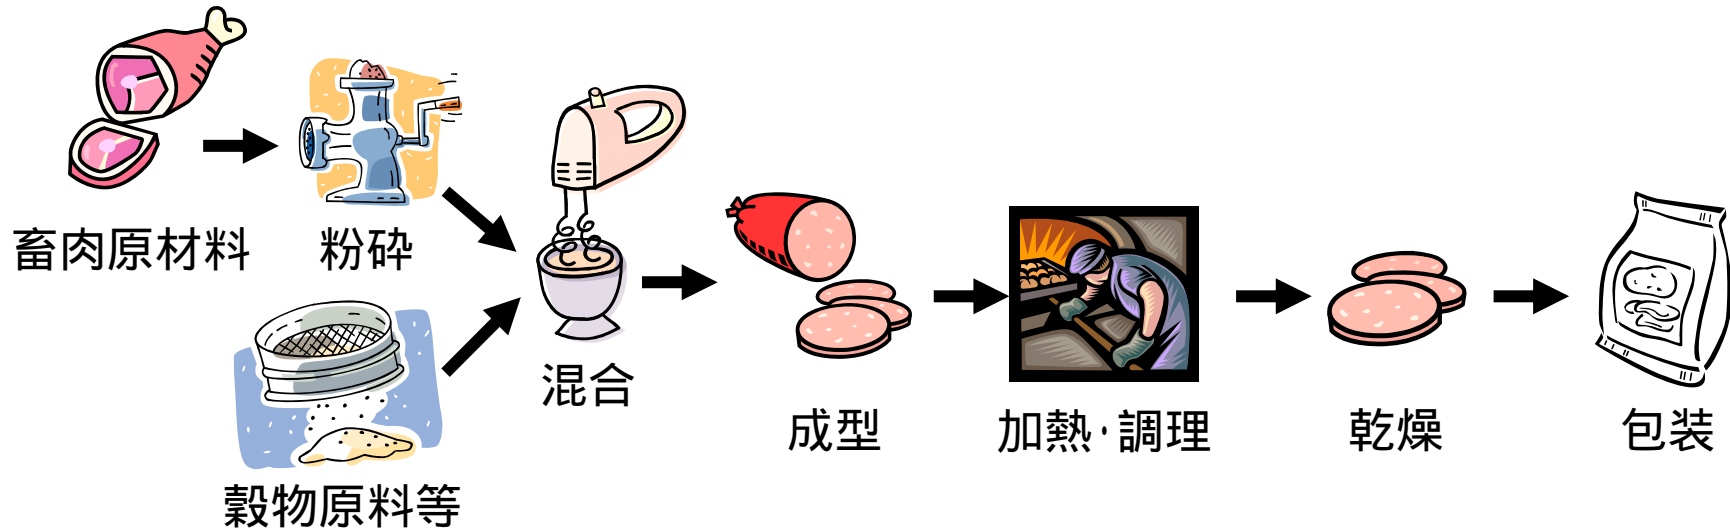 畜肉原材料
粉砕
穀物原料等
混合
成型
加熱・調理
乾燥
包装